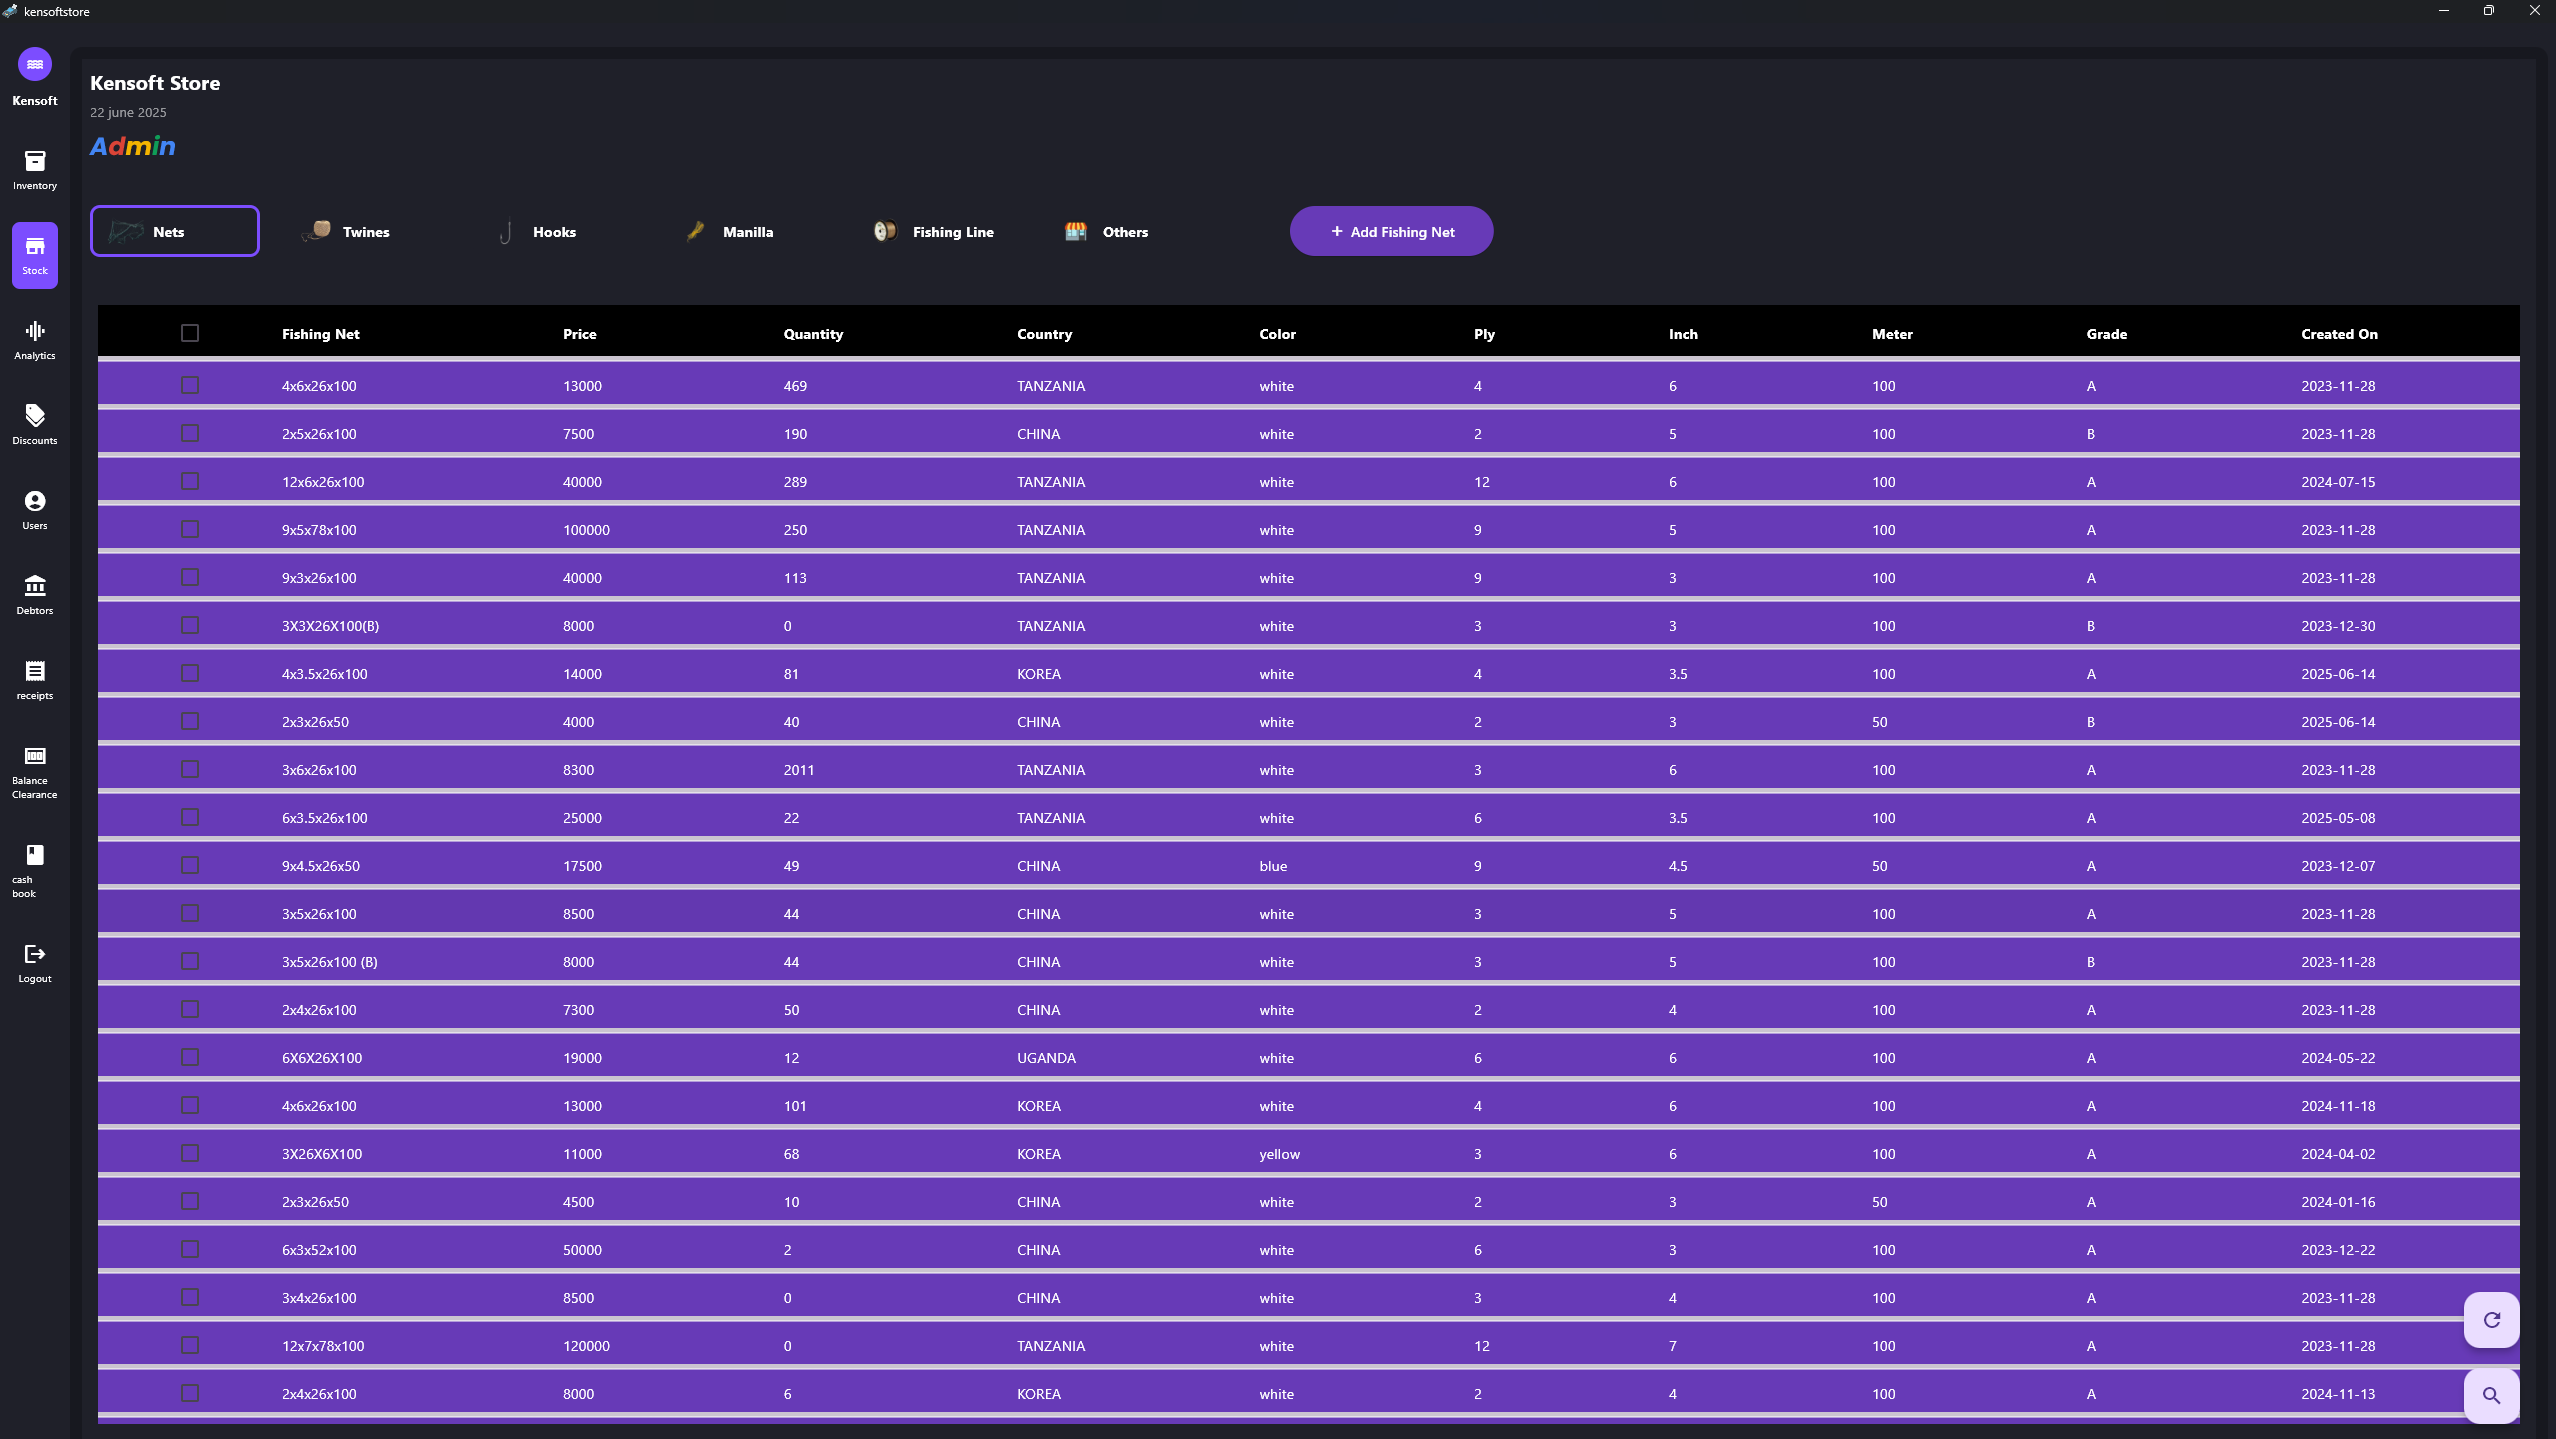 kensoftstore
Kensoft
Inventory
Stock
Analytics
Discounts
Users
Debtors
receipts
Balance
Clearance
cash
book
Logout
Kensoft Store
22 june 2025
Admin
Nets Twines Hooks Manilla Fishing Line Others + Add Fishing Net
Fishing Net Price Quantity Country Color Ply Inch Meter Grade Created On
4x6x26x100 13000 469 TANZANIA white 4 6 100 A 2023-11-28
2x5x26x100 7500 190 CHINA white 2 5 100 B 2023-11-28
12x6x26x100 40000 289 TANZANIA white 12 6 100 A 2024-07-15
9x5x78x100 100000 250 TANZANIA white 9 5 100 A 2023-11-28
9x3x26x100 40000 113 TANZANIA white 9 3 100 A 2023-11-28
3X3X26X100(B) 8000 0 TANZANIA white 3 3 100 B 2023-12-30
4x3.5x26x100 14000 81 KOREA white 4 3.5 100 A 2025-06-14
2x3x26x50 4000 40 CHINA white 2 3 50 B 2025-06-14
3x6x26x100 8300 2011 TANZANIA white 3 6 100 A 2023-11-28
6x3.5x26x100 25000 22 TANZANIA white 6 3.5 100 A 2025-05-08
9x4.5x26x50 17500 49 CHINA blue 9 4.5 50 A 2023-12-07
3x5x26x100 8500 44 CHINA white 3 5 100 A 2023-11-28
3x5x26x100 (B) 8000 44 CHINA white 3 5 100 B 2023-11-28
2x4x26x100 7300 50 CHINA white 2 4 100 A 2023-11-28
6X6X26X100 19000 12 UGANDA white 6 6 100 A 2024-05-22
4x6x26x100 13000 101 KOREA white 4 6 100 A 2024-11-18
3X26X6X100 11000 68 KOREA yellow 3 6 100 A 2024-04-02
2x3x26x50 4500 10 CHINA white 2 3 50 A 2024-01-16
6x3x52x100 50000 2 CHINA white 6 3 100 A 2023-12-22
3x4x26x100 8500 0 CHINA white 3 4 100 A 2023-11-28
12x7x78x100 120000 0 TANZANIA white 12 7 100 A 2023-11-28
2x4x26x100 8000 6 KOREA white 2 4 100 A 2024-11-13